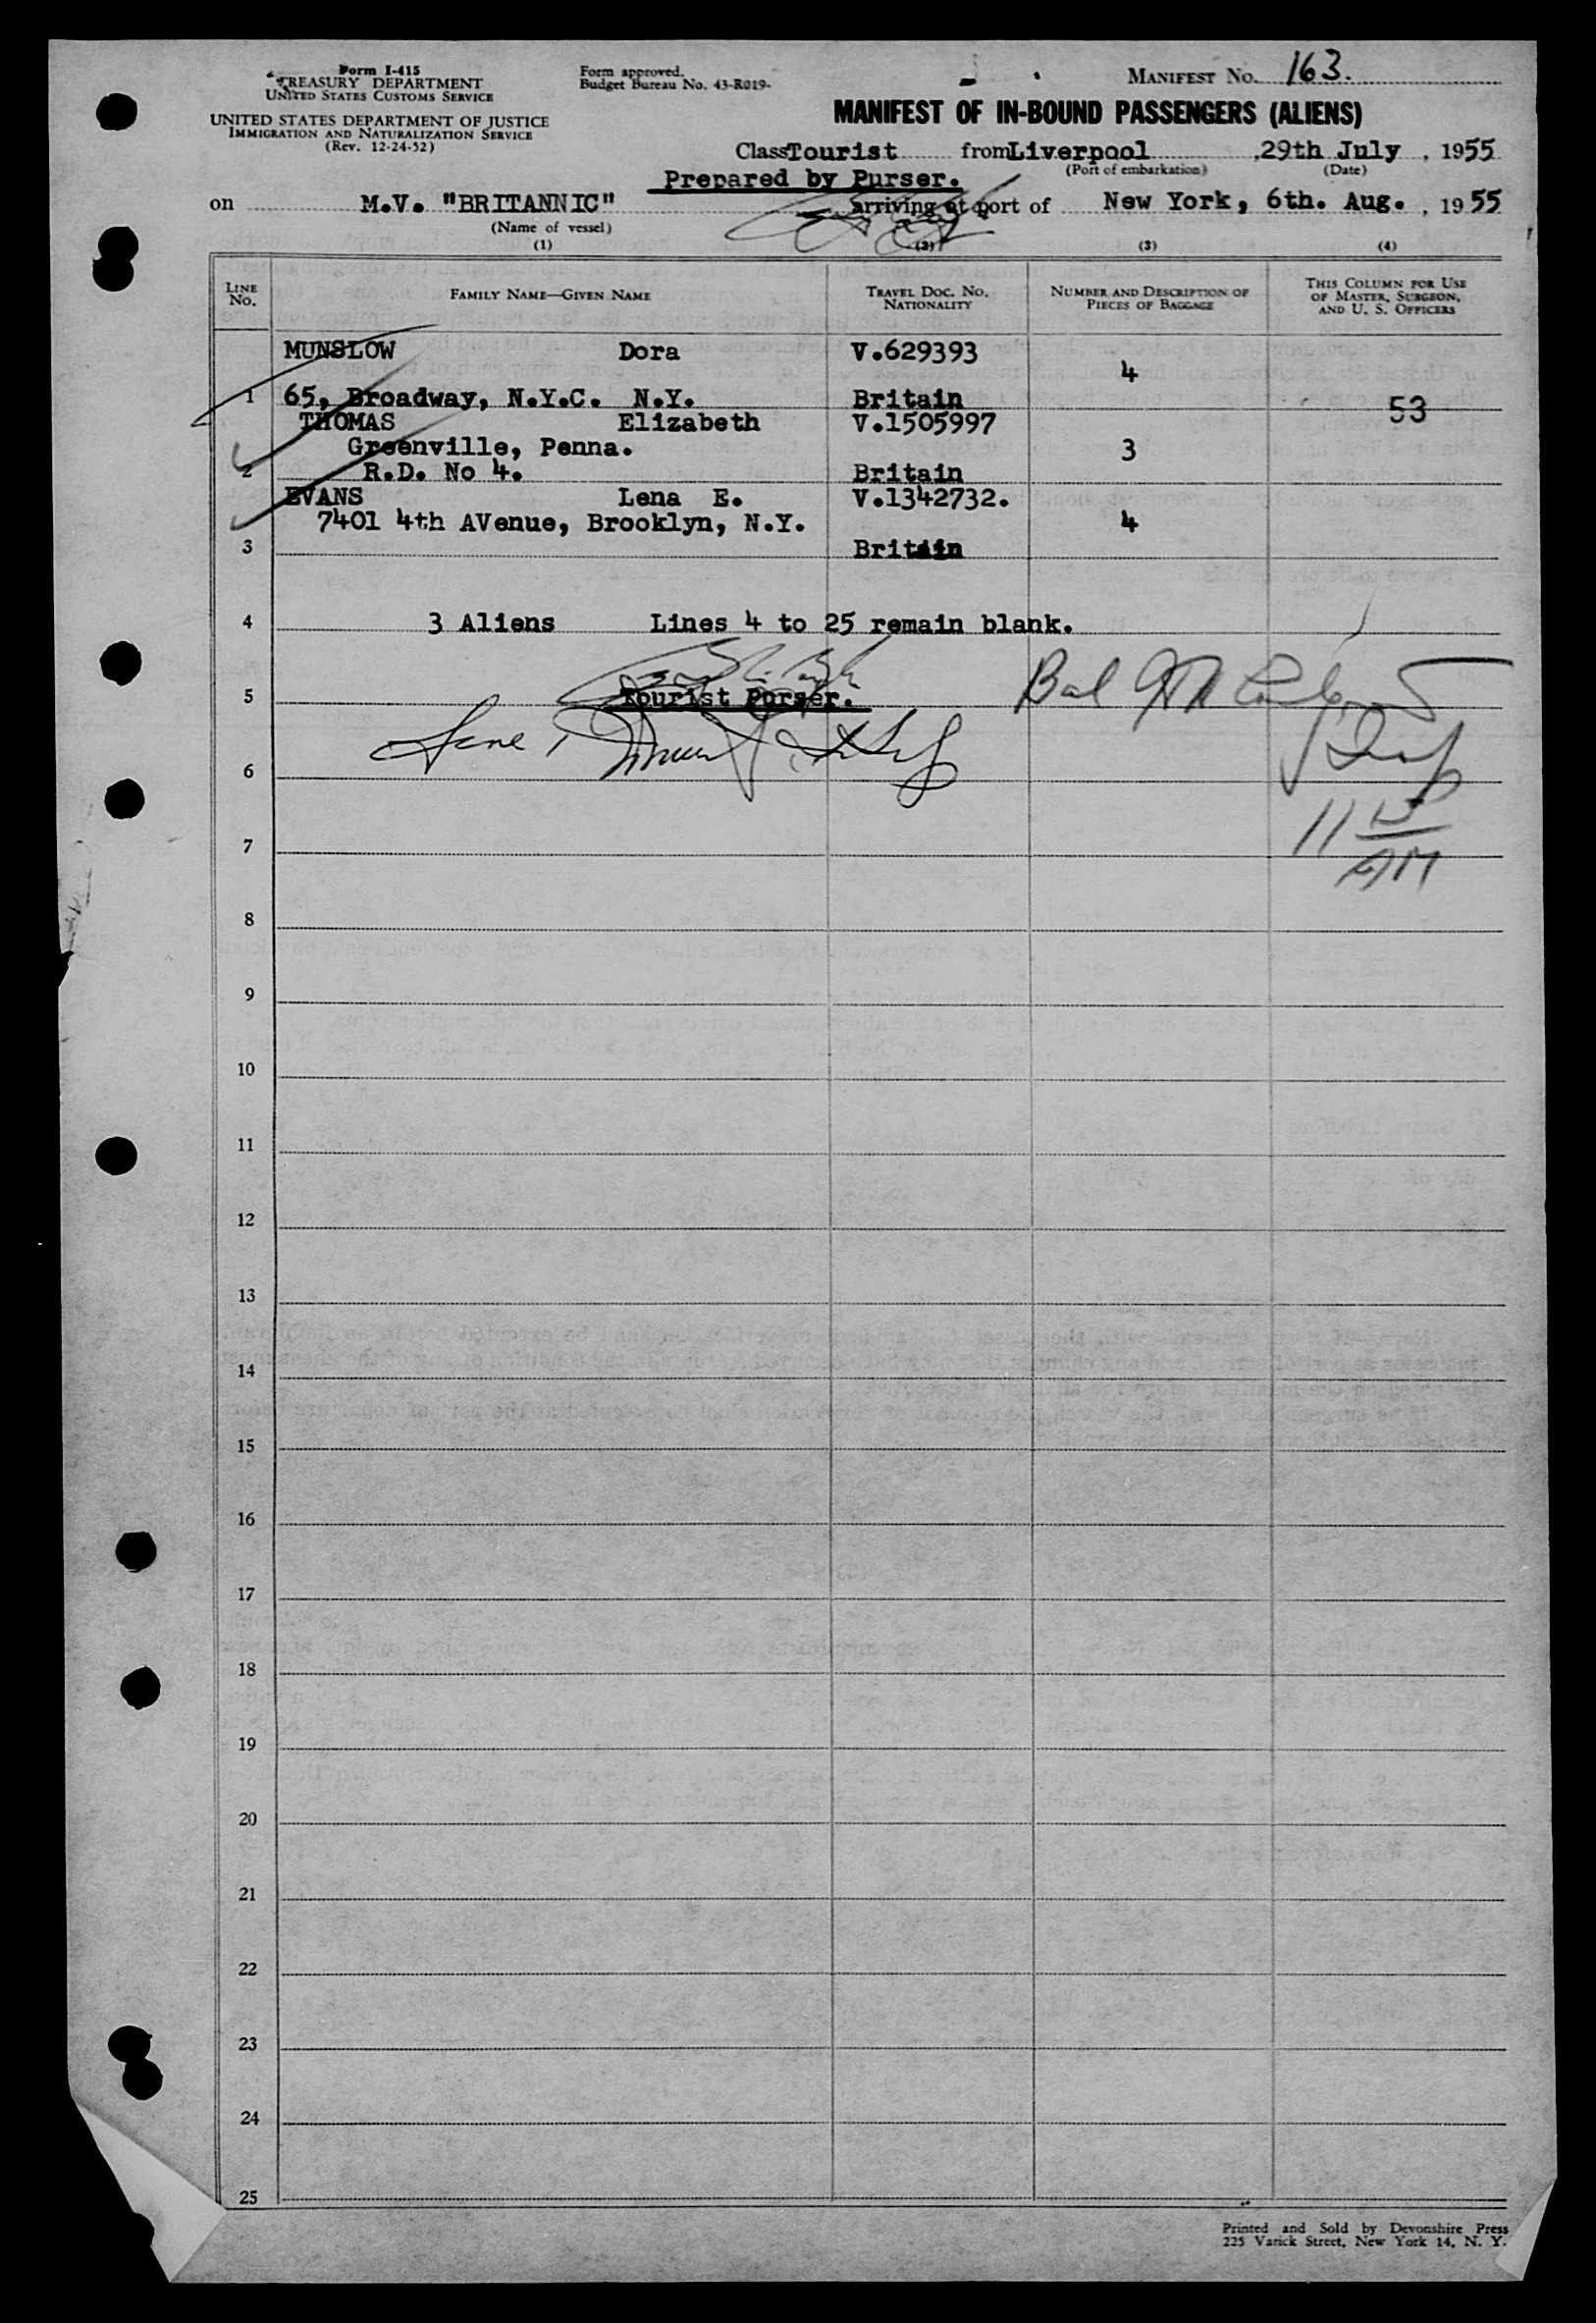 Form I-415
TREASURY DEPARTMENT
UNITED STATES CUSTOMS SERVICE
UNITED STATES DEPARTMENT OF JUSTICE
IMMIGRATION AND NATURALIZATION SERVICE
(Rev. 12-24-52)
Form approved.
Budget Bureau No. 43-R019-
MANIFEST No. 163.
MANIFEST OF IN-BOUND PASSENGERS (ALIENS)
Class Tourist from Liverpool ,29th July , 1955
(Port of embarkation) (Date)
Prepared by Purser.
on M.V. "BRITANNIC" arriving at port of New York, 6th. Aug. , 1955
(Name of vessel)
(1) (2) (3) (4)
LINE No. FAMILY NAME—GIVEN NAME TRAVEL DOC. NO. NATIONALITY NUMBER AND DESCRIPTION OF PIECES OF BAGGAGE THIS COLUMN FOR USE OF MASTER, SURGEON, AND U. S. OFFICERS
MUNSLOW Dora V.629393 4
1 65, Broadway, N.Y.C. N.Y. Britain 53
THOMAS Elizabeth V.1505997
Greenville, Penna. 3
2 R.D. No 4. Britain
EVANS Lena E. V.1342732.
7401 4th AVenue, Brooklyn, N.Y. 4
3 Britain
4 3 Aliens Lines 4 to 25 remain blank.
5 Tourist Purser. Bal
6
7 11 15 AM
8
9
10
11
12
13
14
15
16
17
18
19
20
21
22
23
24
25
Printed and Sold by Devonshire Press
225 Varick Street, New York 14, N. Y.